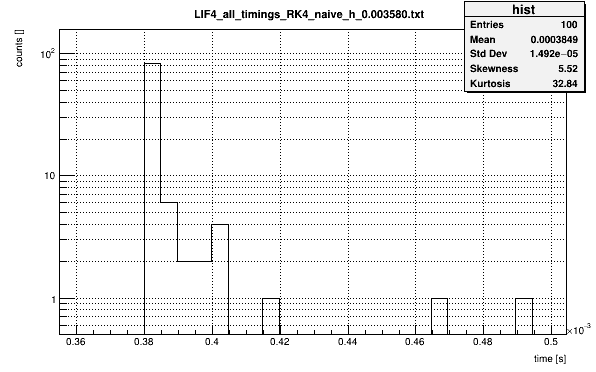 LIF4_all_timings_RK4_naive_h_0.003580.txt
hist
Entries 100
Mean 0.0003849
Std Dev 1.492e−05
Skewness 5.52
Kurtosis 32.84
counts []
10²
10
1
0.36 0.38 0.4 0.42 0.44 0.46 0.48 0.5
×10⁻³
time [s]